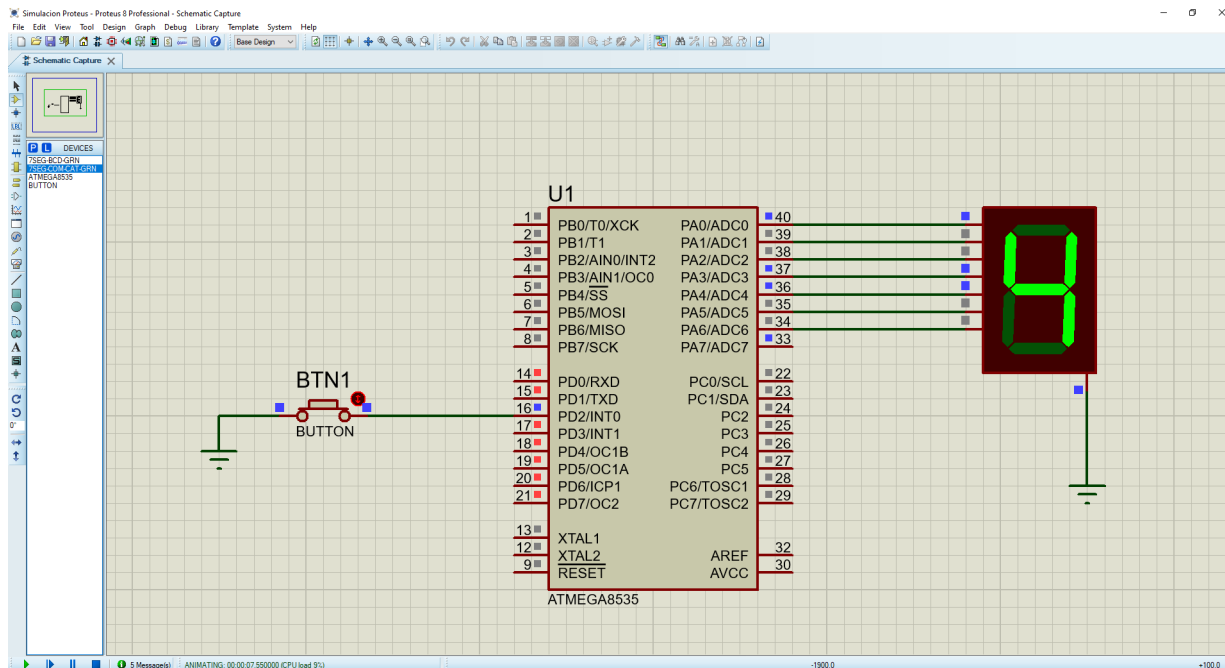 Simulacion Proteus - Proteus 8 Professional - Schematic Capture
File Edit View Tool Design Graph Debug Library Template System Help
Base Design
Schematic Capture
P L DEVICES
7SEG-BCD-GRN
7SEG-COM-CAT-GRN
ATMEGA8535
BUTTON
U1
1 PB0/T0/XCK PA0/ADC0 40
2 PB1/T1 PA1/ADC1 39
3 PB2/AIN0/INT2 PA2/ADC2 38
4 PB3/AIN1/OC0 PA3/ADC3 37
5 PB4/SS PA4/ADC4 36
6 PB5/MOSI PA5/ADC5 35
7 PB6/MISO PA6/ADC6 34
8 PB7/SCK PA7/ADC7 33
14 PD0/RXD PC0/SCL 22
15 PD1/TXD PC1/SDA 23
16 PD2/INT0 PC2 24
17 PD3/INT1 PC3 25
18 PD4/OC1B PC4 26
19 PD5/OC1A PC5 27
20 PD6/ICP1 PC6/TOSC1 28
21 PD7/OC2 PC7/TOSC2 29
13 XTAL1
12 XTAL2 AREF 32
9 RESET AVCC 30
ATMEGA8535
BTN1
BUTTON
4
0°
5 Message(s) ANIMATING: 00:00:07.550000 (CPU load 9%) -1900.0 +100.0